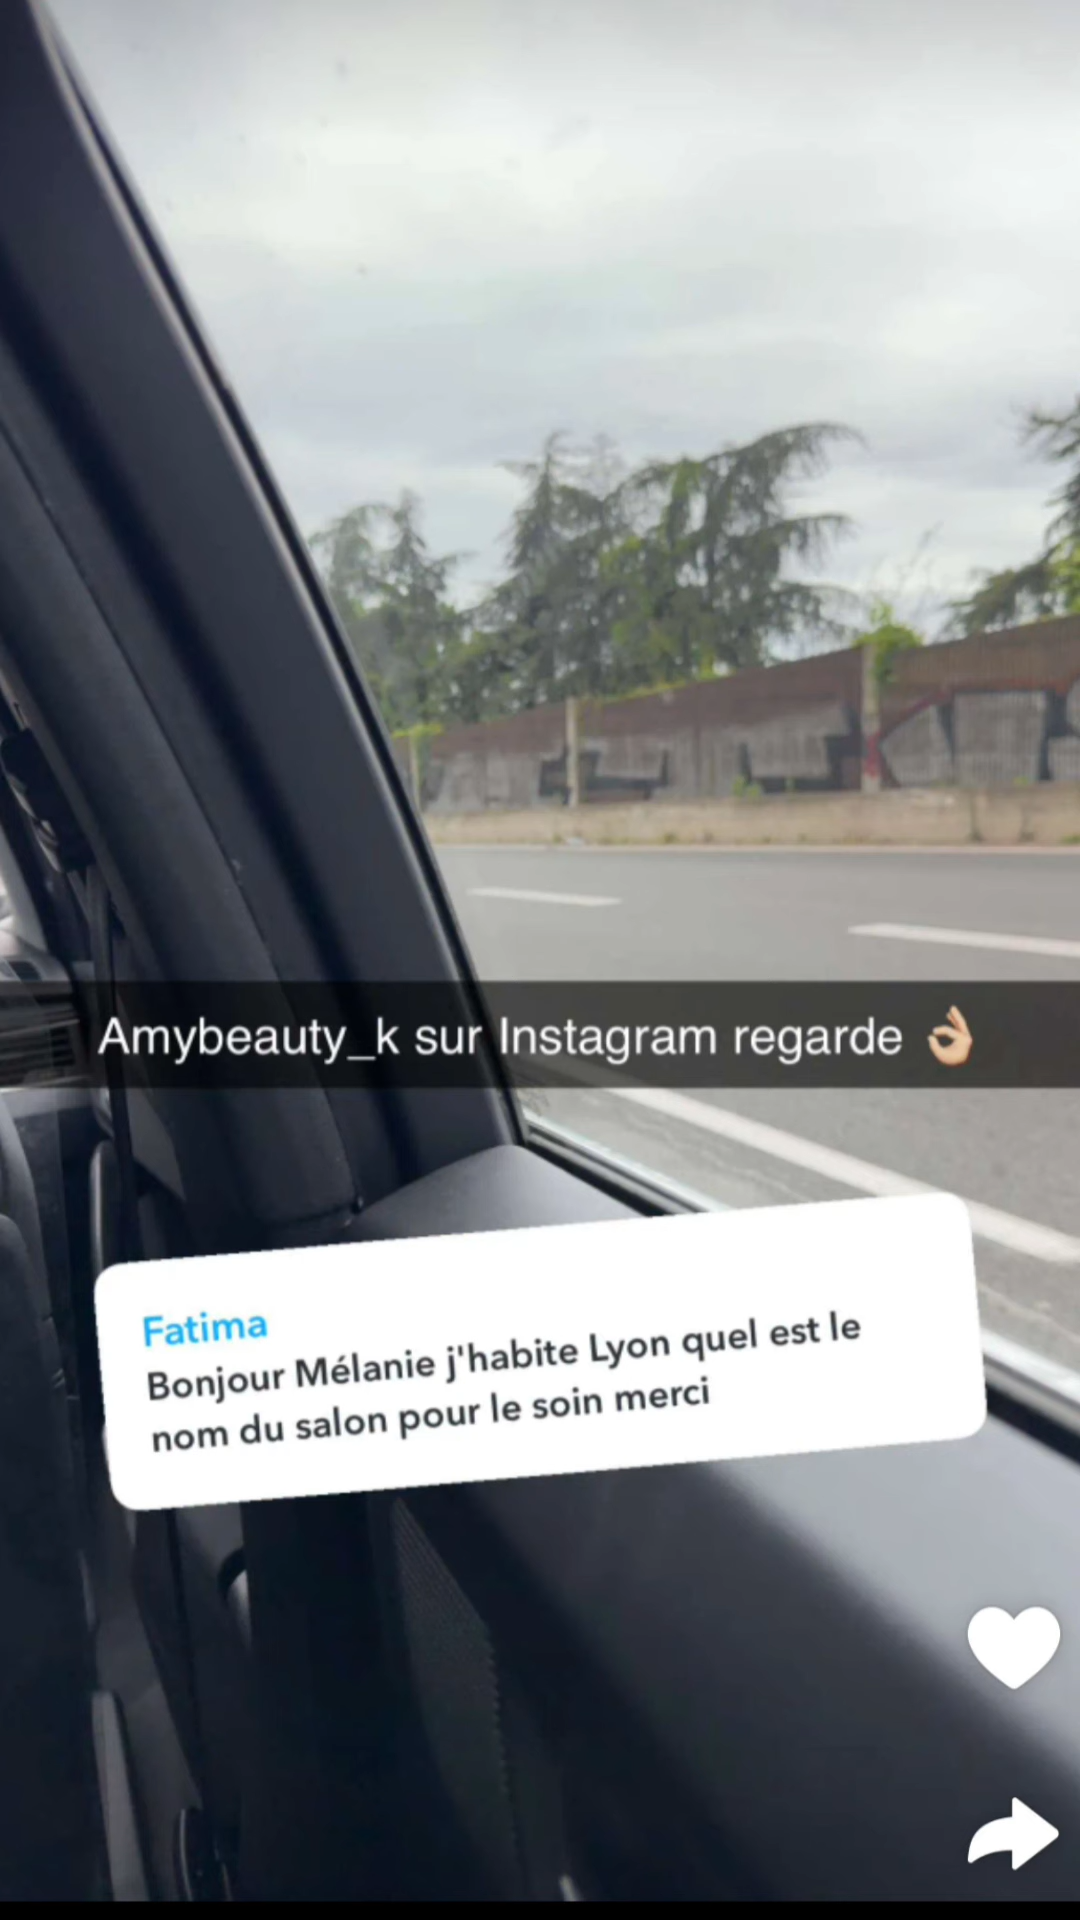 Amybeauty_k sur Instagram regarde 👌🏼
Fatima
Bonjour Mélanie j'habite Lyon quel est le
nom du salon pour le soin merci